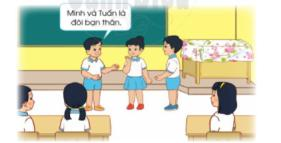 Minh và Tuấn là
đôi bạn thân.